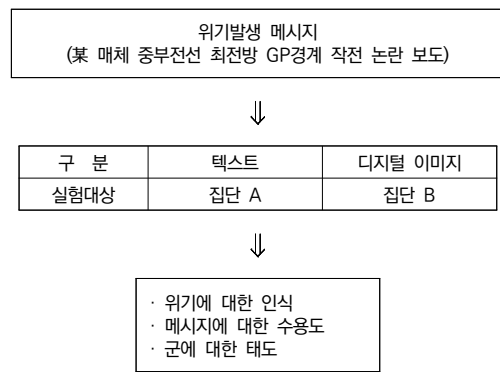 위기발생 메시지
(某 매체 중부전선 최전방 GP경계 작전 논란 보도)
⇓
구 분 텍스트 디지털 이미지
실험대상 집단 A 집단 B
⇓
· 위기에 대한 인식
· 메시지에 대한 수용도
· 군에 대한 태도